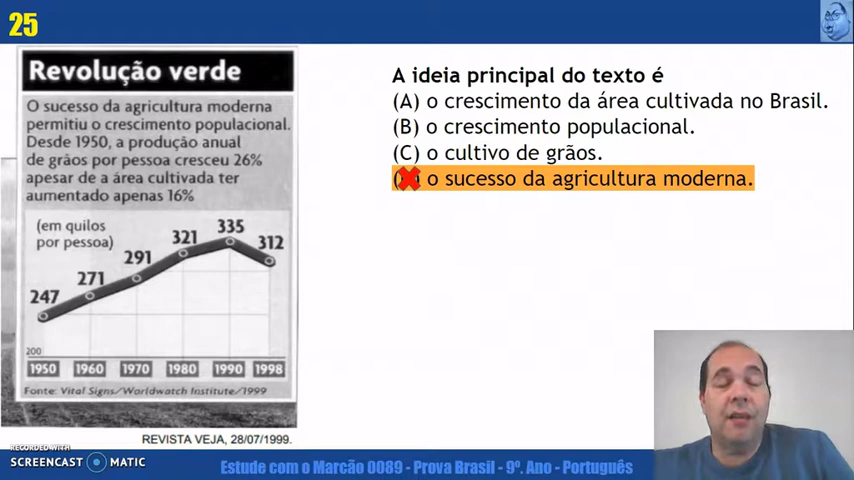 25
Revolução verde
O sucesso da agricultura moderna
permitiu o crescimento populacional.
Desde 1950, a produção anual
de grãos por pessoa cresceu 26%
apesar de a área cultivada ter
aumentado apenas 16%
(em quilos
por pessoa)
247
271
291
321
335
312
200
1950 1960 1970 1980 1990 1998
Fonte: Vital Signs/Worldwatch Institute/1999
REVISTA VEJA, 28/07/1999.
A ideia principal do texto é
(A) o crescimento da área cultivada no Brasil.
(B) o crescimento populacional.
(C) o cultivo de grãos.
o sucesso da agricultura moderna.
RECORDED WITH
SCREENCAST MATIC
Estude com o Marcão 0089 - Prova Brasil - 9º. Ano - Português